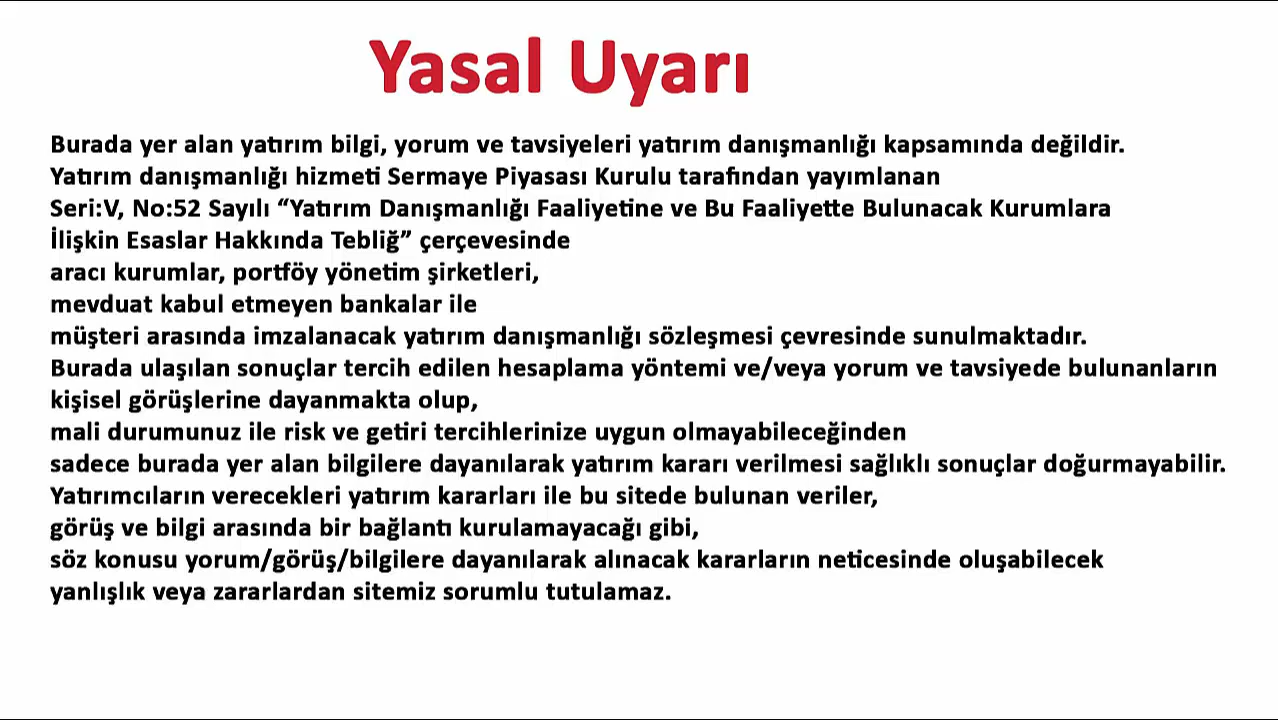 Yasal Uyarı
Burada yer alan yatırım bilgi, yorum ve tavsiyeleri yatırım danışmanlığı kapsamında değildir.
Yatırım danışmanlığı hizmeti Sermaye Piyasası Kurulu tarafından yayımlanan
Seri:V, No:52 Sayılı “Yatırım Danışmanlığı Faaliyetine ve Bu Faaliyette Bulunacak Kurumlara
İlişkin Esaslar Hakkında Tebliğ” çerçevesinde
aracı kurumlar, portföy yönetim şirketleri,
mevduat kabul etmeyen bankalar ile
müşteri arasında imzalanacak yatırım danışmanlığı sözleşmesi çevresinde sunulmaktadır.
Burada ulaşılan sonuçlar tercih edilen hesaplama yöntemi ve/veya yorum ve tavsiyede bulunanların
kişisel görüşlerine dayanmakta olup,
mali durumunuz ile risk ve getiri tercihlerinize uygun olmayabileceğinden
sadece burada yer alan bilgilere dayanılarak yatırım kararı verilmesi sağlıklı sonuçlar doğurmayabilir.
Yatırımcıların verecekleri yatırım kararları ile bu sitede bulunan veriler,
görüş ve bilgi arasında bir bağlantı kurulamayacağı gibi,
söz konusu yorum/görüş/bilgilere dayanılarak alınacak kararların neticesinde oluşabilecek
yanlışlık veya zararlardan sitemiz sorumlu tutulamaz.